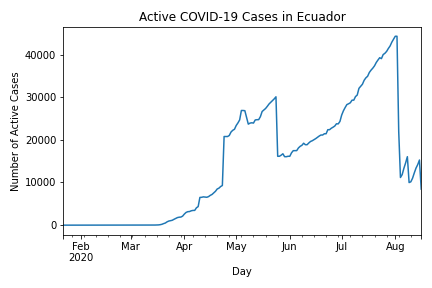 Active COVID-19 Cases in Ecuador
Number of Active Cases
40000
30000
20000
10000
0
Feb Mar Apr May Jun Jul Aug
2020
Day